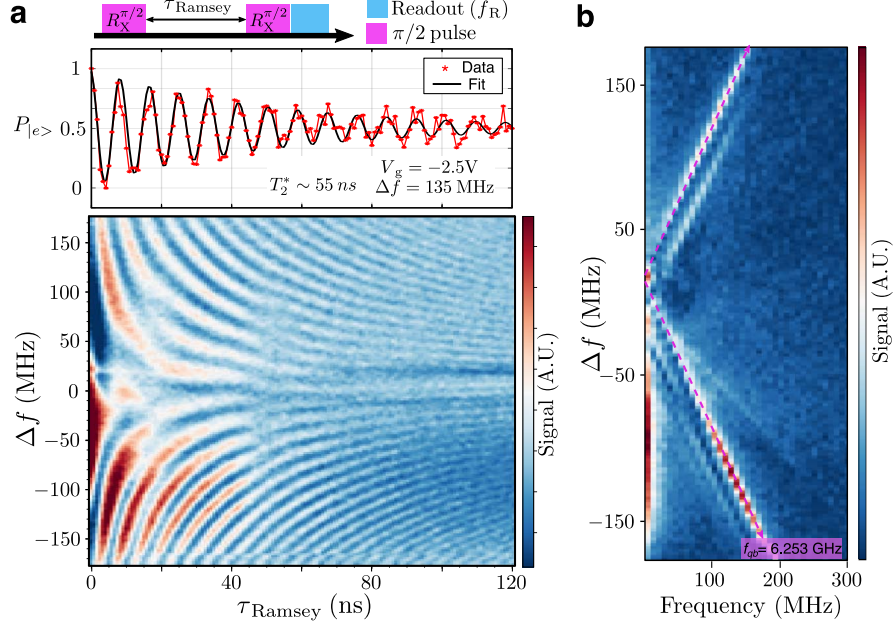 a
R_X^{π/2}
τ_Ramsey
R_X^{π/2}
Readout (f_R)
π/2 pulse
Data
Fit
1
0.5
0
P_|e>
V_g = −2.5V
T_2^* ∼ 55 ns
Δf = 135 MHz
150
100
50
0
−50
−100
−150
Δf (MHz)
0
40
80
120
τ_Ramsey (ns)
Signal (A.U.)
b
150
50
−50
−150
Δf (MHz)
f_qb= 6.253 GHz
100
200
300
Frequency (MHz)
Signal (A.U.)